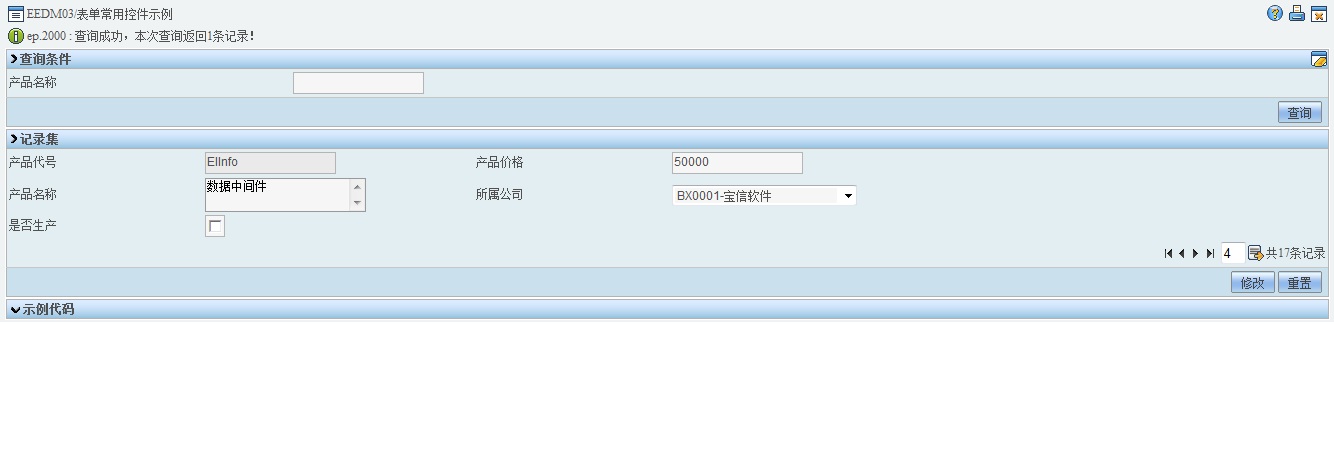 EEDM03/表单常用控件示例
ep.2000 : 查询成功，本次查询返回1条记录！
查询条件
产品名称
查询
记录集
产品代号 EIInfo 产品价格 50000
产品名称 数据中间件 所属公司 BX0001-宝信软件
是否生产
4 共17条记录
修改 重置
示例代码